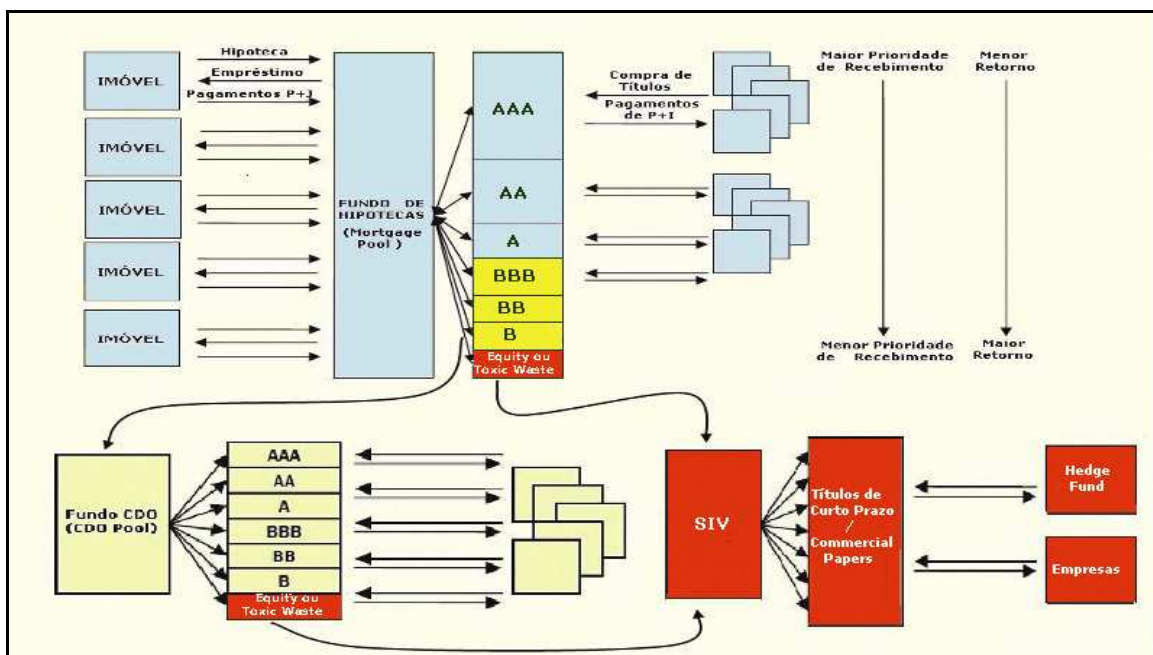 IMÓVEL
Hipoteca
Empréstimo
Pagamentos P+J
IMÓVEL
IMÓVEL
IMÓVEL
IMÓVEL
FUNDO DE
HIPOTECAS
(Mortgage
Pool )
AAA
AA
A
BBB
BB
B
Equity ou
Toxic Waste
Compra de
Títulos
Pagamentos
de P+I
Maior Prioridade
de Recebimento
Menor
Retorno
Menor Prioridade
de Recebimento
Maior
Retorno
Fundo CDO
(CDO Pool)
AAA
AA
A
BBB
BB
B
Equity ou
Toxic Waste
SIV
Títulos de
Curto Prazo
/
Commercial
Papers
Hedge
Fund
Empresas